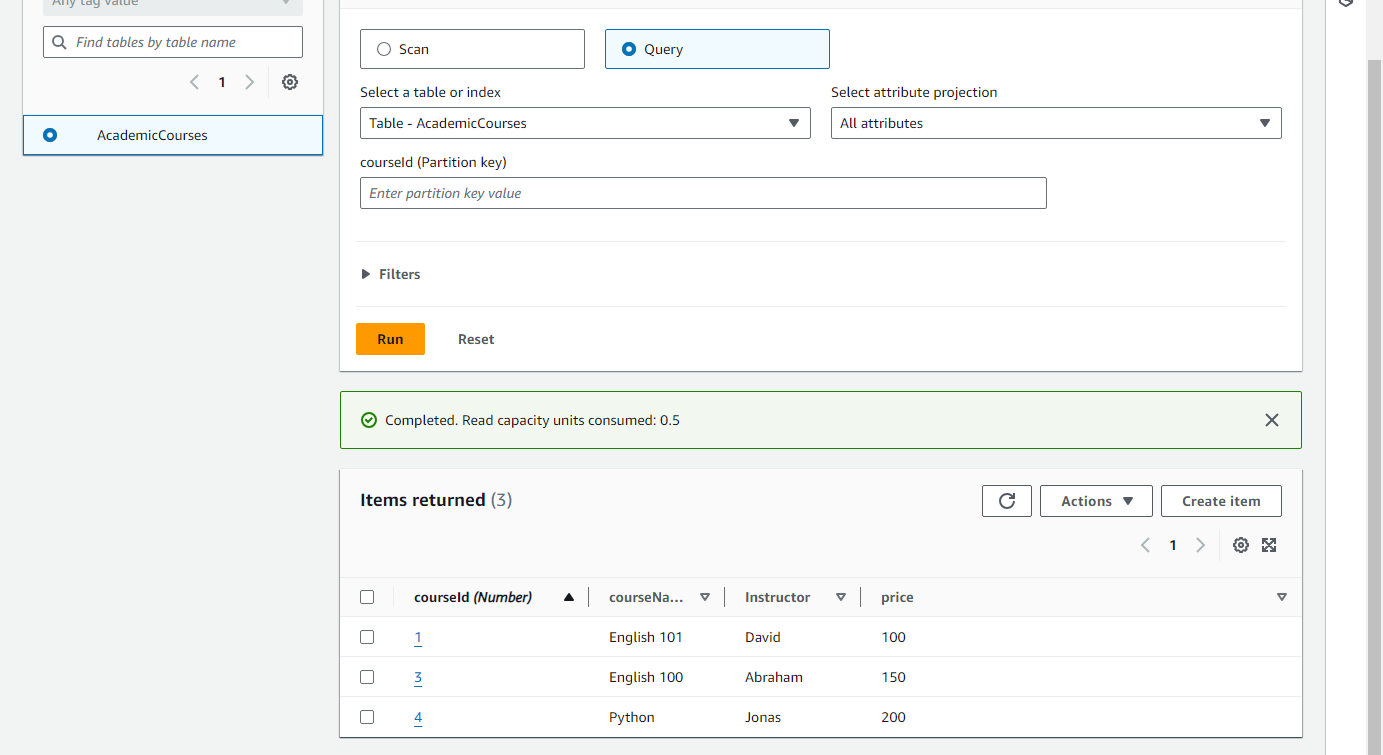 Any tag value
Find tables by table name
1
AcademicCourses
Scan
Query
Select a table or index
Select attribute projection
Table - AcademicCourses
All attributes
courseId (Partition key)
Enter partition key value
Filters
Run
Reset
Completed. Read capacity units consumed: 0.5
Items returned (3)
Actions
Create item
1
courseId (Number) courseNa... Instructor price
1 English 101 David 100
3 English 100 Abraham 150
4 Python Jonas 200